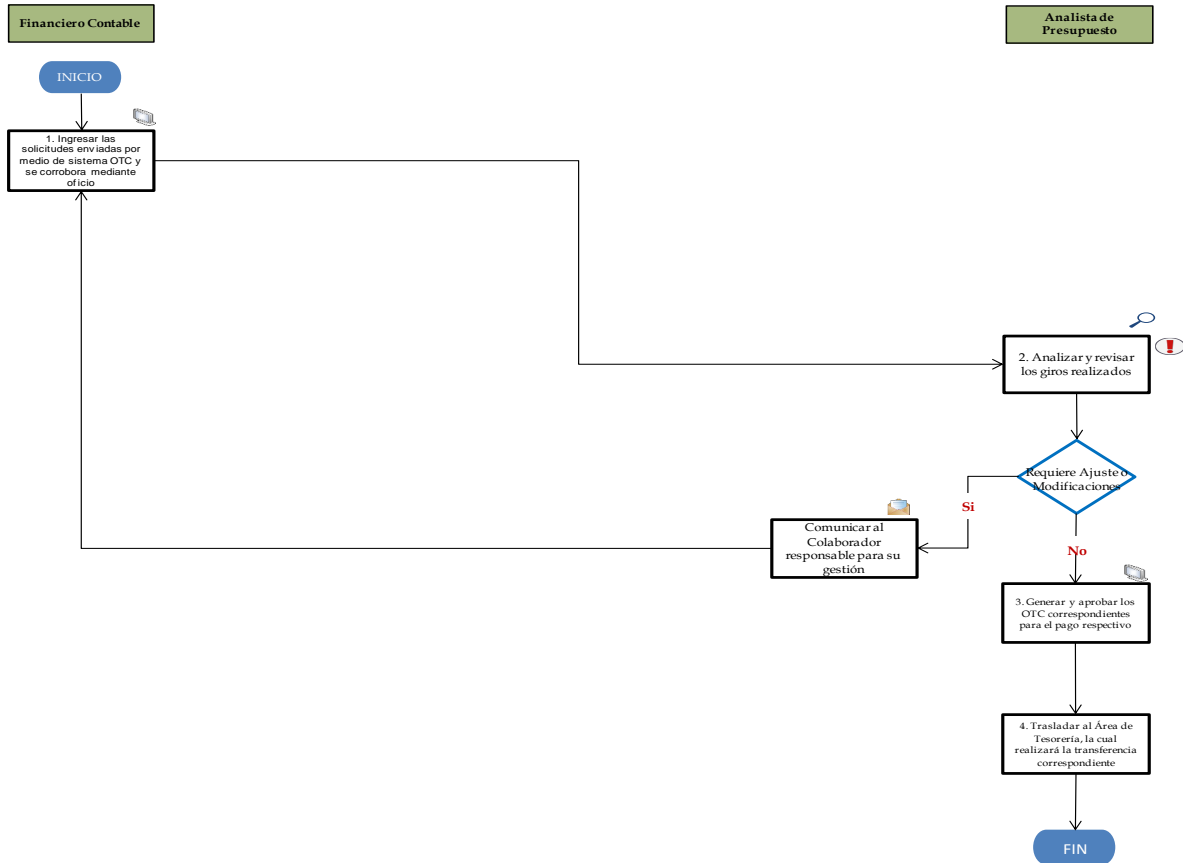 Financiero Contable
Analista de
Presupuesto
INICIO
1. Ingresar las
solicitudes enviadas por
medio de sistema OTC y
se corrobora mediante
oficio
2. Analizar y revisar
los giros realizados
Requiere Ajuste o
Modificaciones
Si
Comunicar al
Colaborador
responsable para su
gestión
No
3. Generar y aprobar los
OTC correspondientes
para el pago respectivo
4. Trasladar al Área de
Tesorería, la cual
realizará la transferencia
correspondiente
FIN